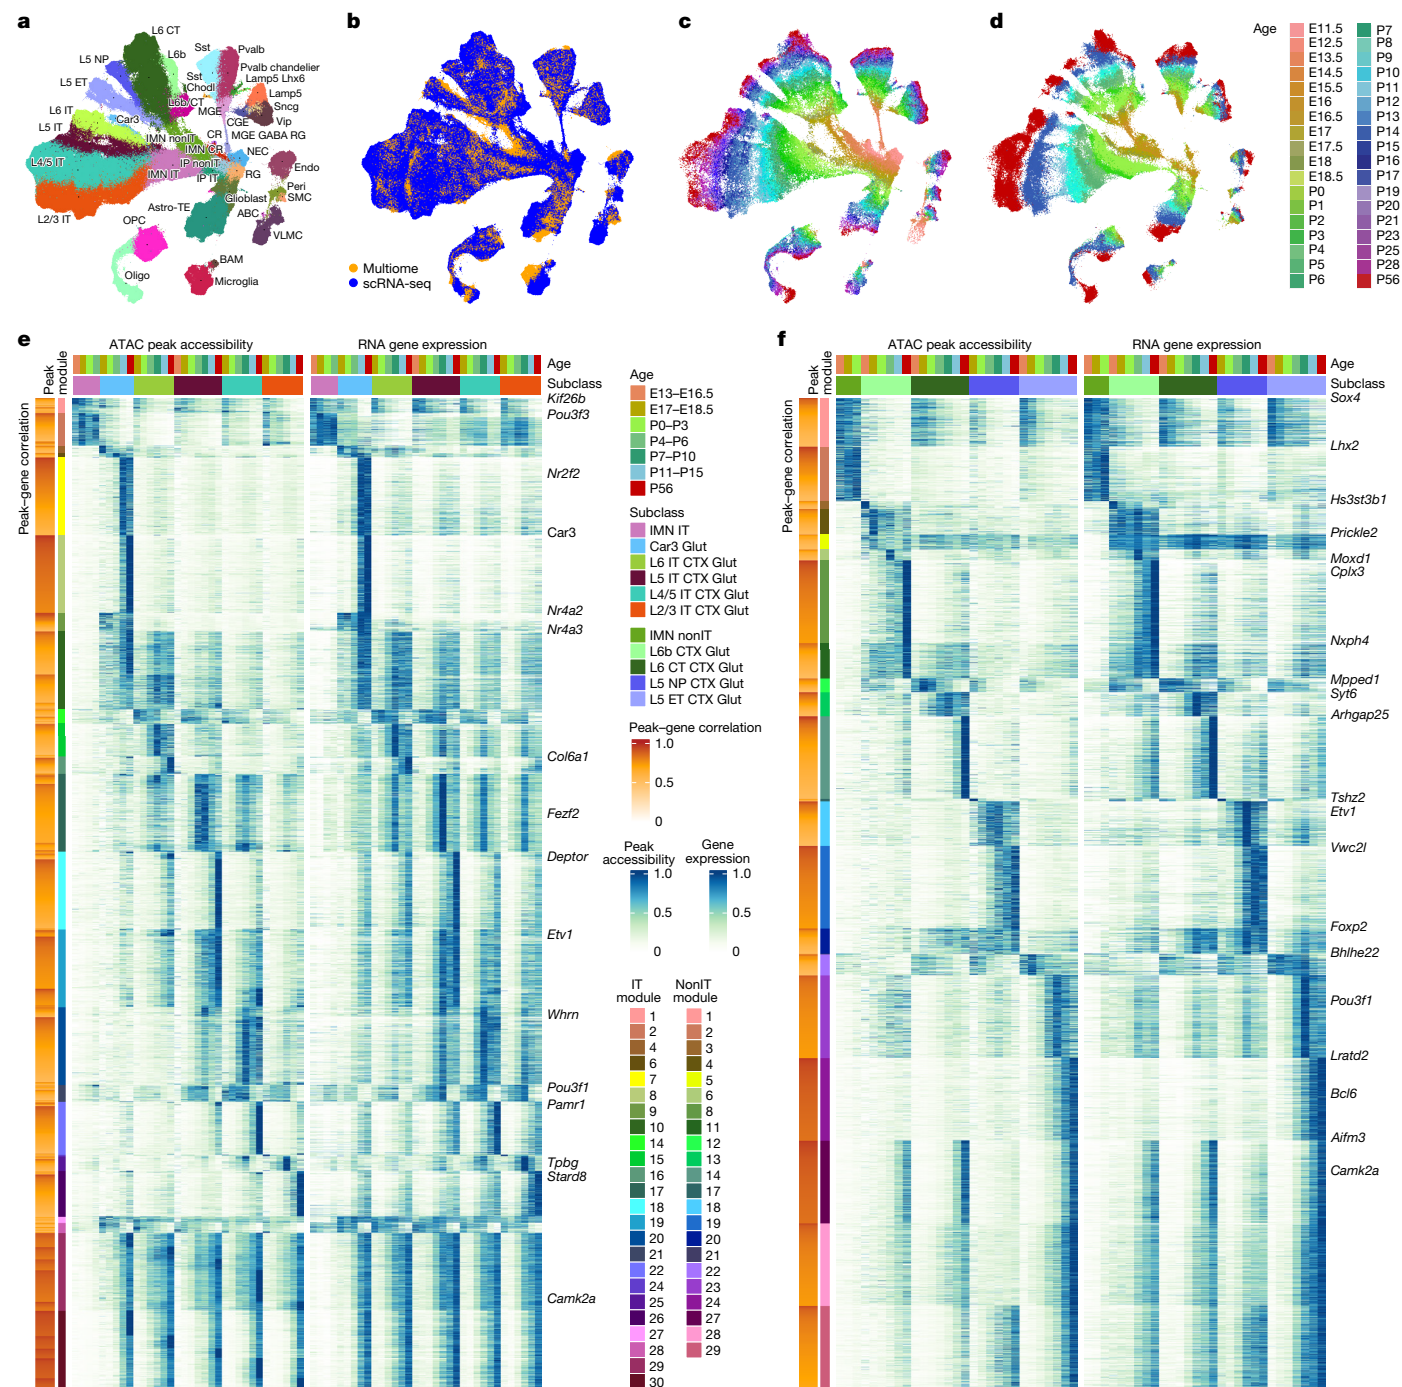 a
L6 CT
L6b
Sst
Pvalb
L5 NP
Pvalb chandelier
Sst
Chodl
Lamp5 Lhx6
L5 ET
Lamp5
L6b/CT
MGE
Sncg
Car3
CGE
Vip
L6 IT
L5 IT
CR
MGE GABA RG
IMN nonIT
IMN CR
NEC
L4/5 IT
IP nonIT
Endo
IMN IT
IP IT
RG
Peri
Glioblast
SMC
Astro-TE
ABC
L2/3 IT
OPC
VLMC
BAM
Oligo
Microglia
b
Multiome
scRNA-seq
c
d
Age
E11.5
E12.5
E13.5
E14.5
E15.5
E16
E16.5
E17
E17.5
E18
E18.5
P0
P1
P2
P3
P4
P5
P6
P7
P8
P9
P10
P11
P12
P13
P14
P15
P16
P17
P19
P20
P21
P23
P25
P28
P56
e
Peak
module
ATAC peak accessibility
RNA gene expression
Age
Subclass
Peak–gene correlation
Kif26b
Pou3f3
Nr2f2
Car3
Nr4a2
Nr4a3
Col6a1
Fezf2
Deptor
Etv1
Whrn
Pou3f1
Pamr1
Tpbg
Stard8
Camk2a
Age
E13–E16.5
E17–E18.5
P0–P3
P4–P6
P7–P10
P11–P15
P56
Subclass
IMN IT
Car3 Glut
L6 IT CTX Glut
L5 IT CTX Glut
L4/5 IT CTX Glut
L2/3 IT CTX Glut
IMN nonIT
L6b CTX Glut
L6 CT CTX Glut
L5 NP CTX Glut
L5 ET CTX Glut
Peak–gene correlation
1.0
0.5
0
Peak
accessibility
1.0
0.5
0
Gene
expression
1.0
0.5
0
IT
module
1
2
4
6
7
8
9
10
14
15
16
17
18
19
20
21
22
24
25
26
27
28
29
30
NonIT
module
1
2
3
4
5
6
8
11
12
13
14
17
18
19
20
21
22
23
24
27
28
29
f
Peak
module
ATAC peak accessibility
RNA gene expression
Age
Subclass
Peak–gene correlation
Sox4
Lhx2
Hs3st3b1
Prickle2
Moxd1
Cplx3
Nxph4
Mpped1
Syt6
Arhgap25
Tshz2
Etv1
Vwc2l
Foxp2
Bhlhe22
Pou3f1
Lratd2
Bcl6
Aifm3
Camk2a